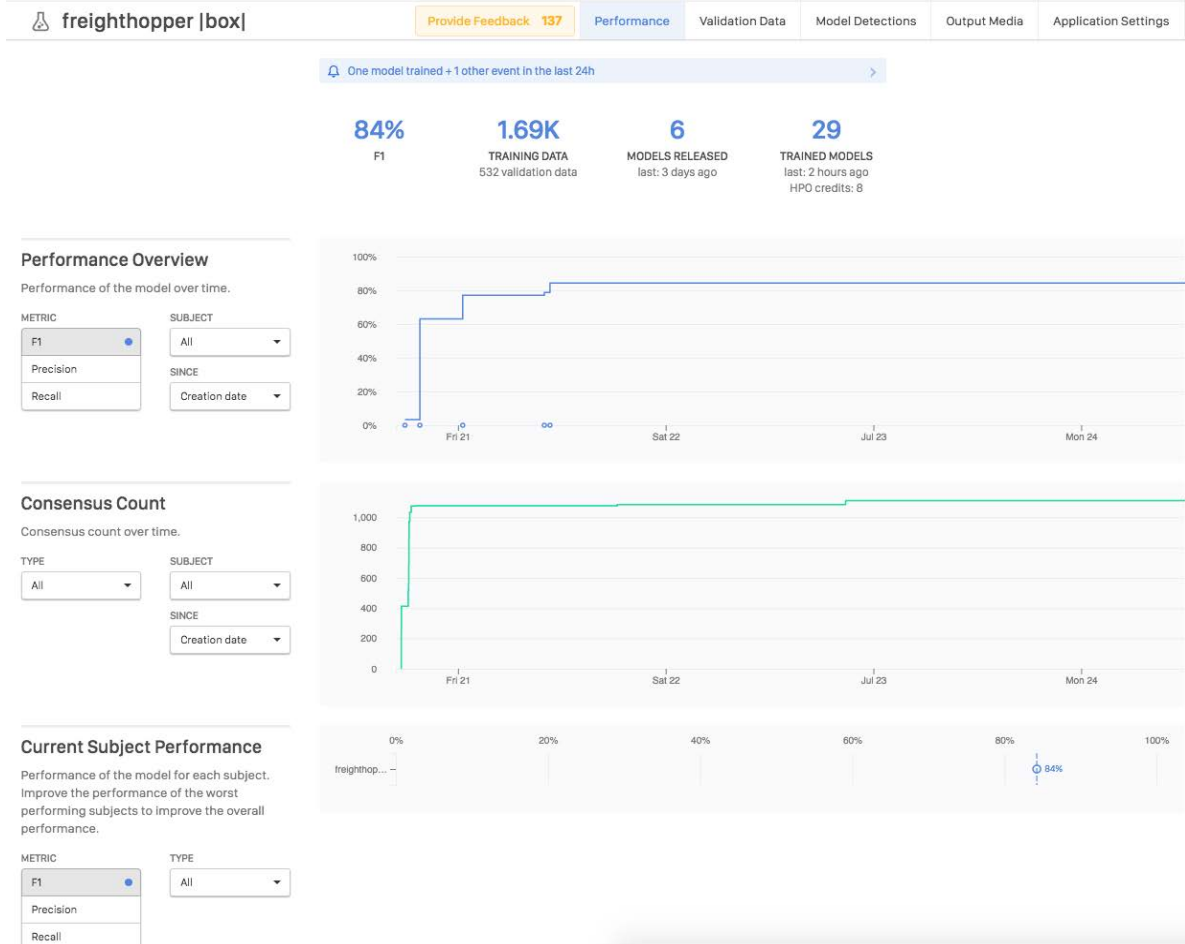 freighthopper |box|
Provide Feedback 137 Performance Validation Data Model Detections Output Media Application Settings
One model trained + 1 other event in the last 24h
84% 1.69K 6 29
F1 TRAINING DATA MODELS RELEASED TRAINED MODELS
532 validation data last: 3 days ago last: 2 hours ago
HPO credits: 8
Performance Overview
Performance of the model over time.
METRIC SUBJECT
F1 All
Precision SINCE
Recall Creation date
100%
80%
60%
40%
20%
0%
Fri 21 Sat 22 Jul 23 Mon 24
Consensus Count
Consensus count over time.
TYPE SUBJECT
All All
SINCE
Creation date
1,000
800
600
400
200
0
Fri 21 Sat 22 Jul 23 Mon 24
Current Subject Performance
Performance of the model for each subject.
Improve the performance of the worst
performing subjects to improve the overall
performance.
METRIC TYPE
F1 All
Precision
Recall
0% 20% 40% 60% 80% 100%
freighthop... 84%